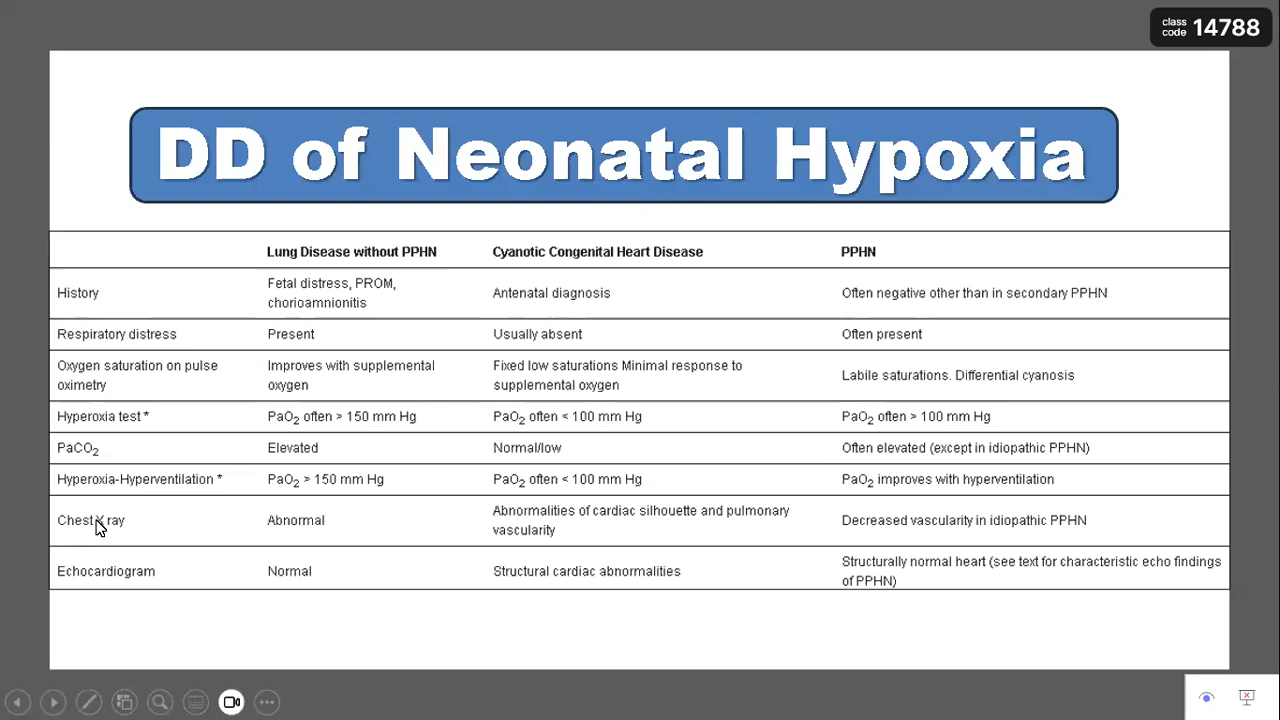 class
code 14788
DD of Neonatal Hypoxia
Lung Disease without PPHN Cyanotic Congenital Heart Disease PPHN
History Fetal distress, PROM, chorioamnionitis Antenatal diagnosis Often negative other than in secondary PPHN
Respiratory distress Present Usually absent Often present
Oxygen saturation on pulse oximetry Improves with supplemental oxygen Fixed low saturations Minimal response to supplemental oxygen Labile saturations. Differential cyanosis
Hyperoxia test * PaO2 often > 150 mm Hg PaO2 often < 100 mm Hg PaO2 often > 100 mm Hg
PaCO2 Elevated Normal/low Often elevated (except in idiopathic PPHN)
Hyperoxia-Hyperventilation * PaO2 > 150 mm Hg PaO2 often < 100 mm Hg PaO2 improves with hyperventilation
Chest X ray Abnormal Abnormalities of cardiac silhouette and pulmonary vascularity Decreased vascularity in idiopathic PPHN
Echocardiogram Normal Structural cardiac abnormalities Structurally normal heart (see text for characteristic echo findings of PPHN)